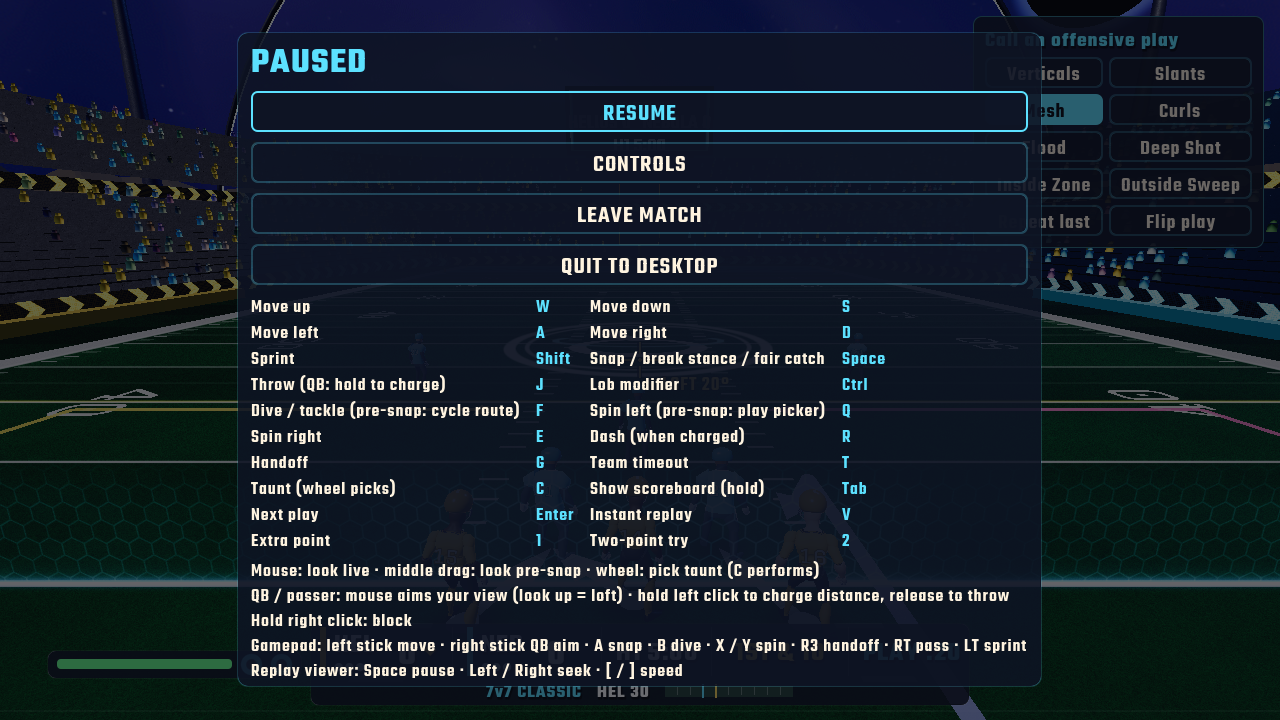 PAUSED
Call an offensive play
RESUME
CONTROLS
LEAVE MATCH
QUIT TO DESKTOP
Verticals Slants
Curls
Deep Shot
Zone Outside Sweep
last Flip play
Move up W Move down S
Move left A Move right D
Sprint Shift Snap / break stance / fair catch Space
Throw (QB: hold to charge) J Lob modifier Ctrl
Dive / tackle (pre-snap: cycle route) F Spin left (pre-snap: play picker) Q
Spin right E Dash (when charged) R
Handoff G Team timeout T
Taunt (wheel picks) C Show scoreboard (hold) Tab
Next play Enter Instant replay V
Extra point 1 Two-point try 2
Mouse: look live · middle drag: look pre-snap · wheel: pick taunt (C performs)
QB / passer: mouse aims your view (look up = loft) · hold left click to charge distance, release to throw
Hold right click: block
Gamepad: left stick move · right stick QB aim · A snap · B dive · X / Y spin · R3 handoff · RT pass · LT sprint
Replay viewer: Space pause · Left / Right seek · [ / ] speed
7v7 CLASSIC HEL 30